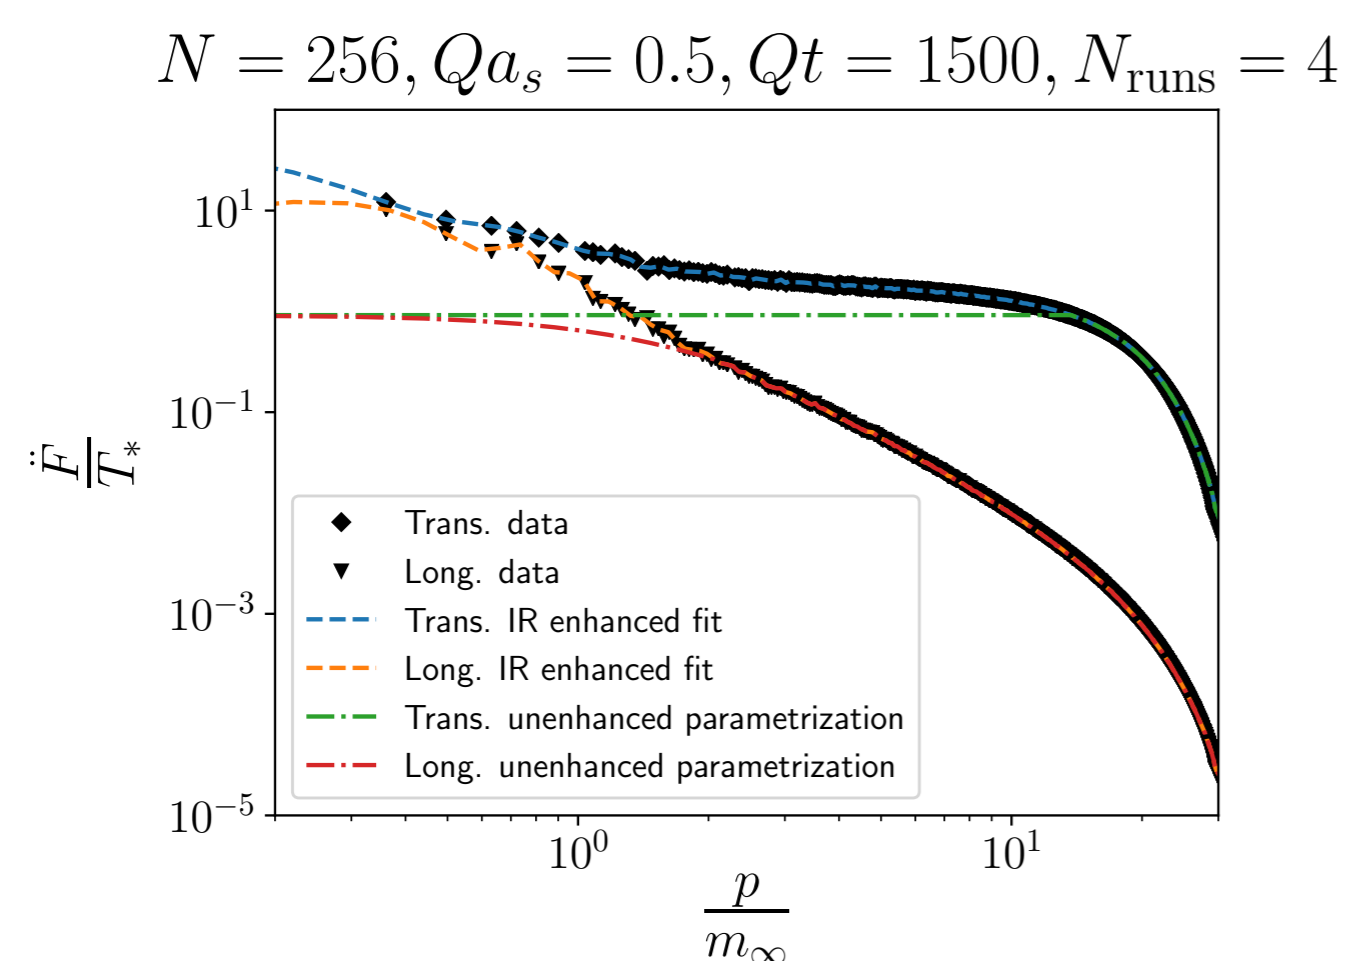 N = 256, Qa_s = 0.5, Qt = 1500, N_runs = 4
10^1
10^−1
10^−3
10^−5
F̈/T_*
Trans. data
Long. data
Trans. IR enhanced fit
Long. IR enhanced fit
Trans. unenhanced parametrization
Long. unenhanced parametrization
10^0 10^1
p/m_∞